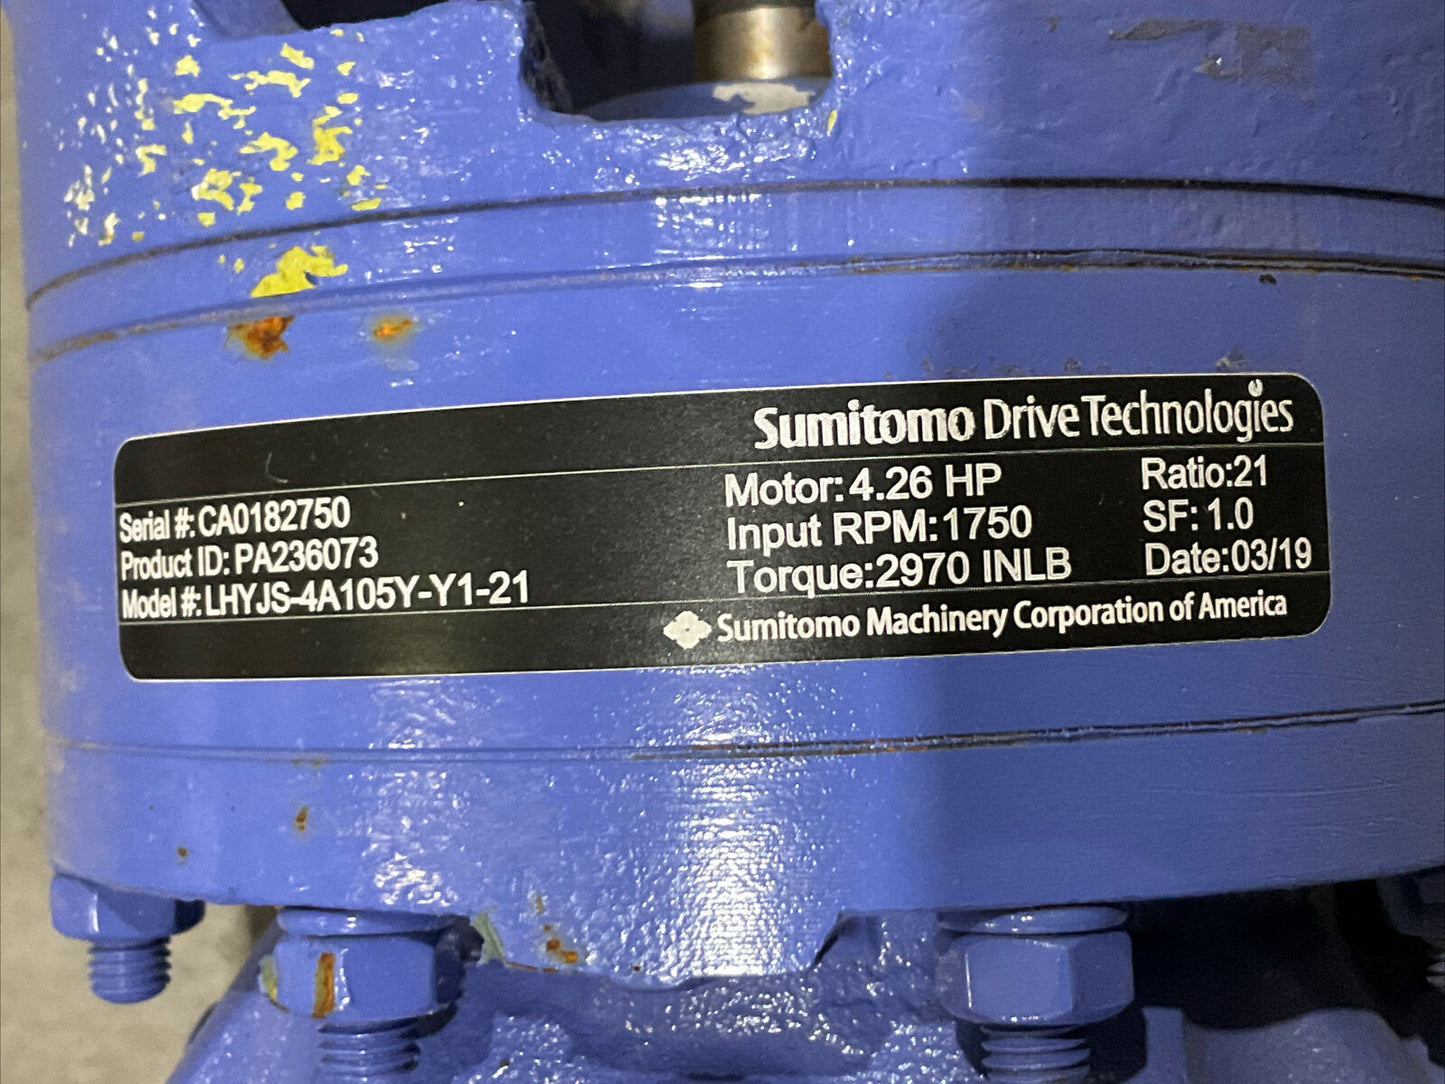 Sumitomo Drive Technologies
Serial #: CA0182750
Product ID: PA236073
Model #: LHYJS-4A105Y-Y1-21
Motor: 4.26 HP
Input RPM: 1750
Torque: 2970 INLB
Ratio: 21
SF: 1.0
Date: 03/19
Sumitomo Machinery Corporation of America